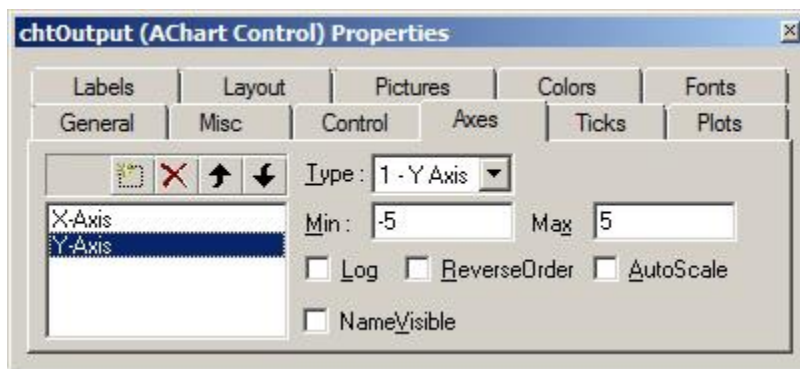 chtOutput (AChart Control) Properties
Labels Layout Pictures Colors Fonts
General Misc Control Axes Ticks Plots
Type : 1 - Y Axis
X-Axis
Y-Axis
Min : -5 Max 5
Log ReverseOrder AutoScale
NameVisible